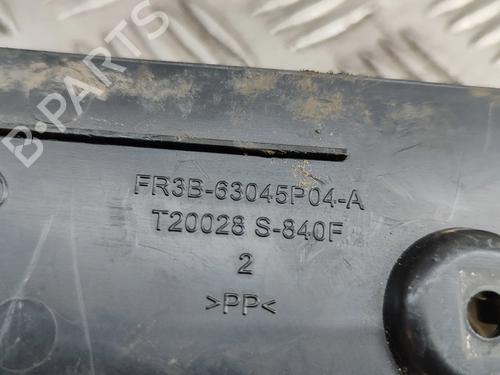 B-PARTS
FR3B-63045P04-A
T20028 S-840F
2
>PP<